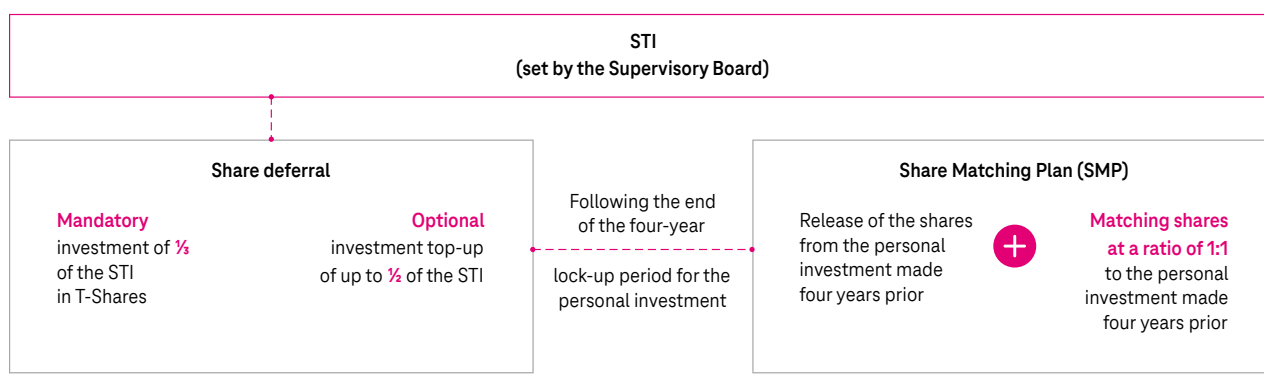 STI
(set by the Supervisory Board)
Share deferral
Mandatory
investment of ⅓
of the STI
in T-Shares
Optional
investment top-up
of up to ½ of the STI
Following the end
of the four-year
lock-up period for the
personal investment
Share Matching Plan (SMP)
Release of the shares
from the personal
investment made
four years prior
+
Matching shares
at a ratio of 1:1
to the personal
investment made
four years prior